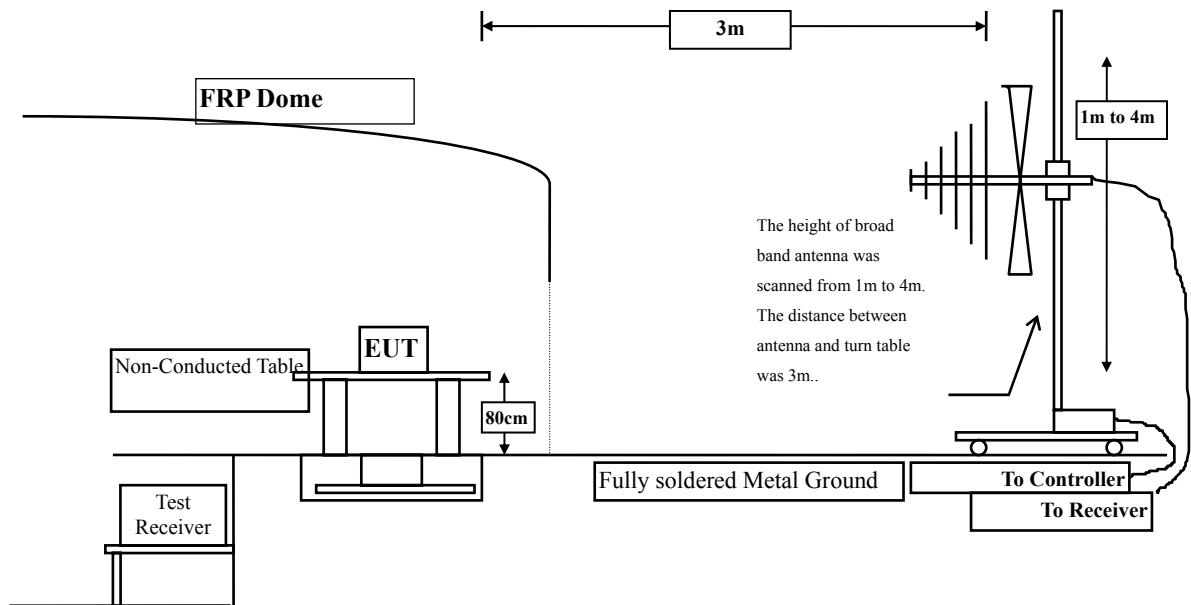 3m
FRP Dome
1m to 4m
The height of broad
band antenna was
scanned from 1m to 4m.
The distance between
antenna and turn table
was 3m..
EUT
Non-Conducted Table
80cm
Fully soldered Metal Ground
To Controller
To Receiver
Test
Receiver